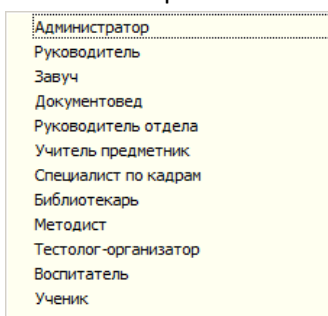 Администратор
Руководитель
Завуч
Документовед
Руководитель отдела
Учитель предметник
Специалист по кадрам
Библиотекарь
Методист
Тестолог-организатор
Воспитатель
Ученик